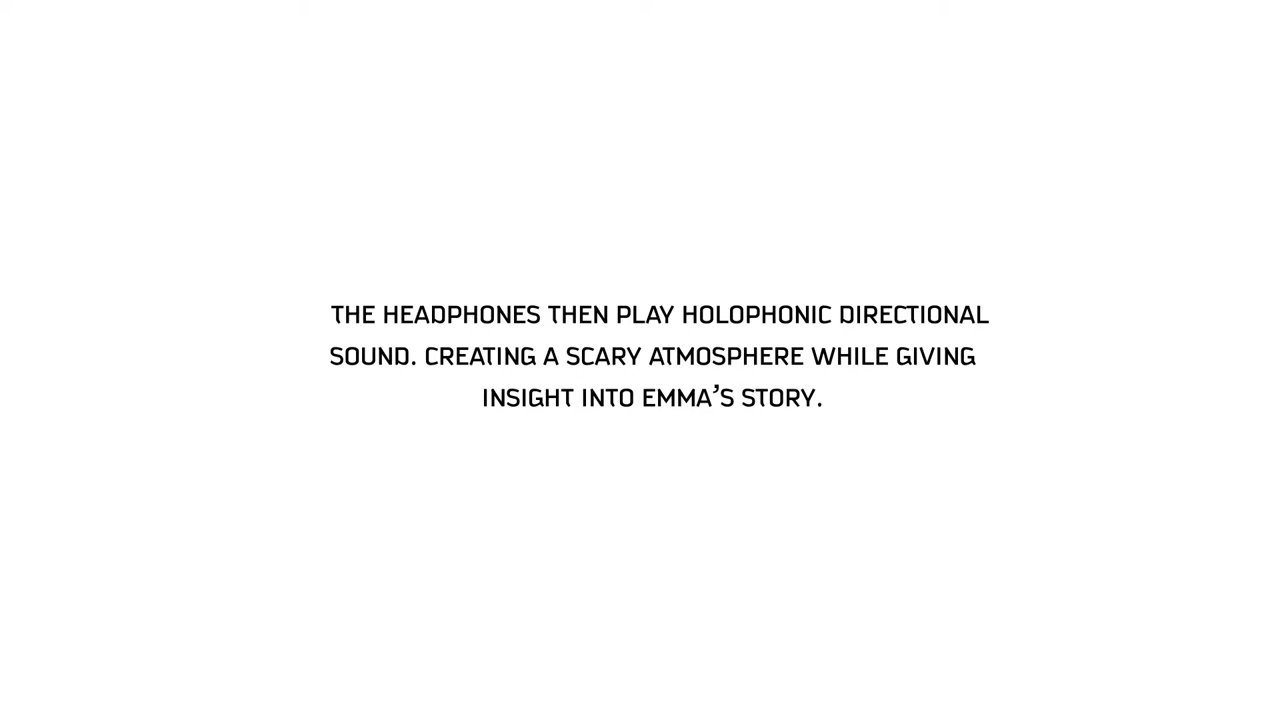 THE HEADPHONES THEN PLAY HOLOPHONIC DIRECTIONAL
SOUND. CREATING A SCARY ATMOSPHERE WHILE GIVING
INSIGHT INTO EMMA'S STORY.